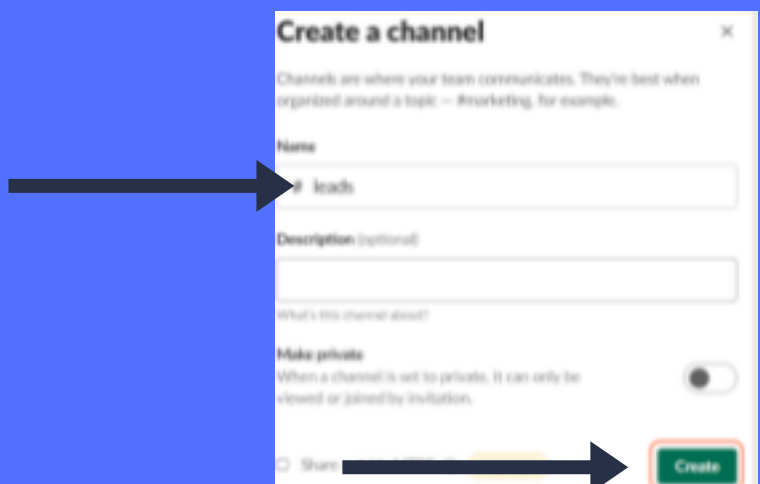 Create a channel
Channels are where your team communicates. They're best when
organized around a topic — #marketing, for example.
Name
# leads
Description (optional)
What's this channel about?
Make private
When a channel is set to private, it can only be
viewed or joined by invitation.
Share
Create